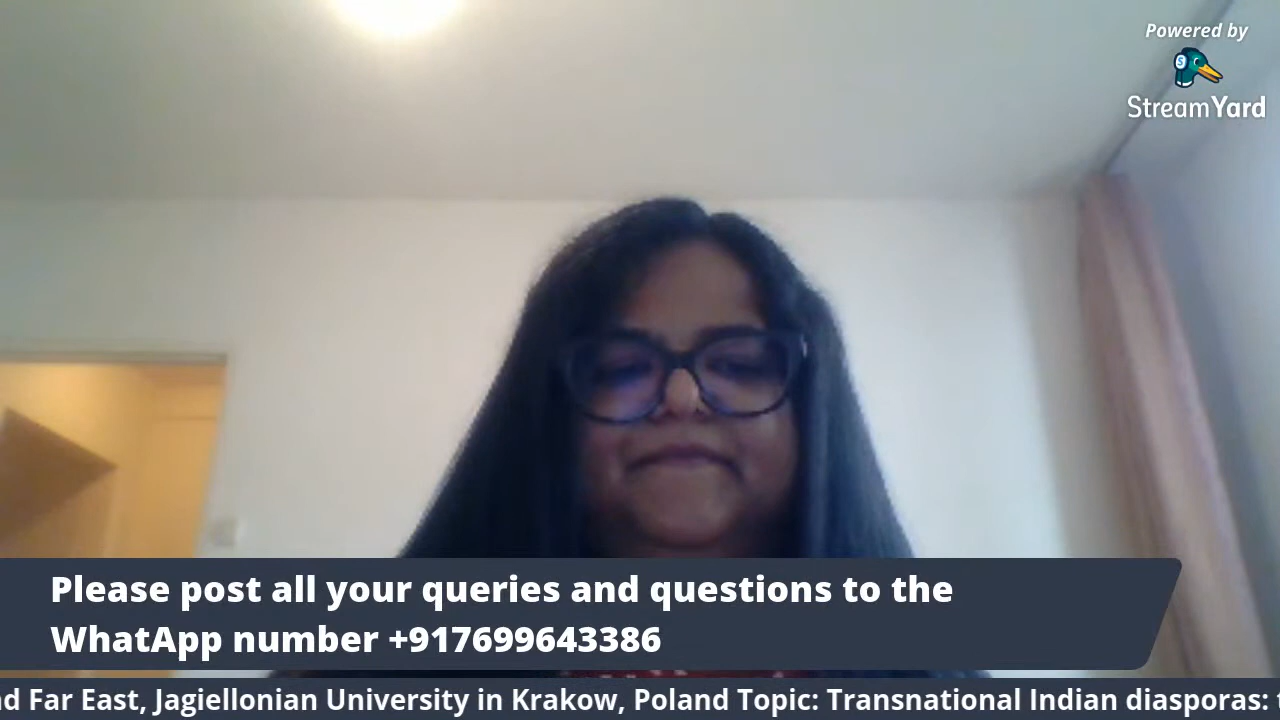 Powered by
StreamYard
Please post all your queries and questions to the
WhatApp number +917699643386
d Far East, Jagiellonian University in Krakow, Poland Topic: Transnational Indian diasporas: